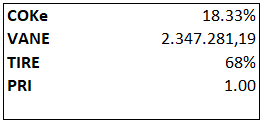 COKe 18.33%
VANE 2.347.281,19
TIRE 68%
PRI 1.00